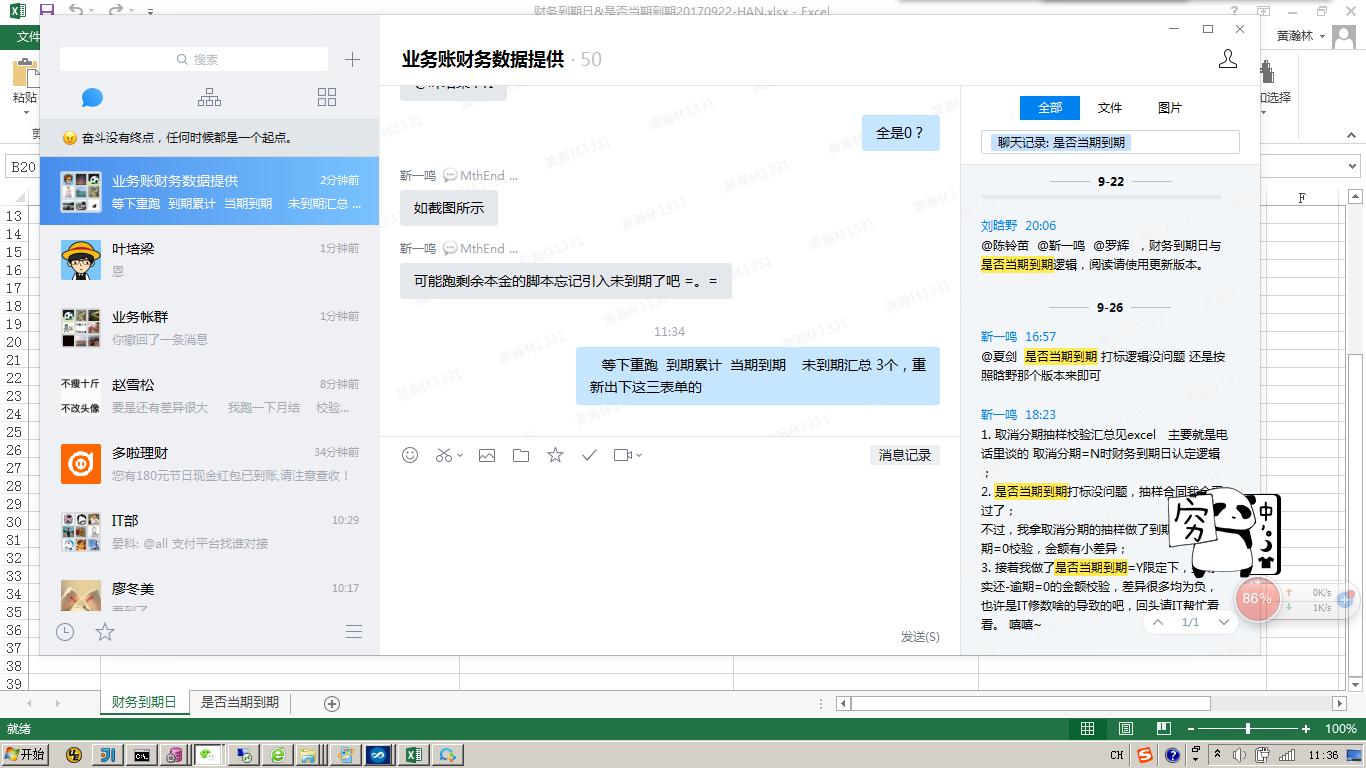 财务到期日&是否当期到期20170922-HAN.xlsx - Excel
文件
黄瀚林
粘贴
B20
F
13
14
15
16
17
18
19
20
21
22
23
24
25
26
27
28
29
30
31
32
33
34
35
36
37
38
39
搜索
奋斗没有终点，任何时候都是一个起点。
业务账财务数据提供 2分钟前
等下重跑 到期累计 当期到期 未到期汇总 ...
叶培梁 1分钟前
恩
业务帐群 1分钟前
你撤回了一条消息
赵雪松 8分钟前
要是还有差异很大 我跑一下月结 校验...
不瘦十斤
不改头像
多啦理财 34分钟前
您有180元节日现金红包已到账,请注意查收！
IT部 10:29
晏科: @all 支付平台找谁对接
廖冬美 10:17
看到了
业务账财务数据提供 · 50
全是0？
靳一鸣 MthEnd ...
如截图所示
靳一鸣 MthEnd ...
可能跑剩余本金的脚本忘记引入未到期了吧 =。=
11:34
等下重跑 到期累计 当期到期 未到期汇总 3个，重
新出下这三表单的
消息记录
发送(S)
黄瀚林1331
全部 文件 图片
聊天记录: 是否当期到期
9-22
刘晗野 20:06
@陈铃苗 @靳一鸣 @罗辉 ，财务到期日与
是否当期到期逻辑，阅读请使用更新版本。
9-26
靳一鸣 16:57
@夏剑 是否当期到期 打标逻辑没问题 还是按
照晗野那个版本来即可
靳一鸣 18:23
1. 取消分期抽样校验汇总见excel 主要就是电
话里谈的 取消分期=N时财务到期日认定逻辑
；
2. 是否当期到期打标没问题，抽样合同我
过了；
不过，我拿取消分期的抽样做了到期
期=0校验，金额有小差异；
3. 接着我做了是否当期到期=Y限定下，
实还-逾期=0的金额校验，差异很多均为负，
也许是IT修数啥的导致的吧，回头请IT帮忙看
看。 嘻嘻~
1/1
穷
中
86%
0K/s
1K/s
财务到期日 是否当期到期
就绪
100%
开始
CH
11:36